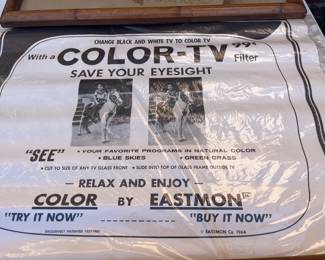 CHANGE BLACK AND WHITE TO COLOR TV
With a COLOR-TV 99¢ Filter
SAVE YOUR EYESIGHT
"SEE" • YOUR FAVORITE PROGRAMS IN NATURAL COLOR
• BLUE SKIES • GREEN GRASS
• CUT TO SIZE OF ANY TV GLASS FRONT • SLIDE INTO TOP OF GLASS FRAME OUTSIDE TV
— RELAX AND ENJOY —
COLOR BY EASTMON
"TRY IT NOW" ---- "BUY IT NOW"
© EASTMON Co. 1964